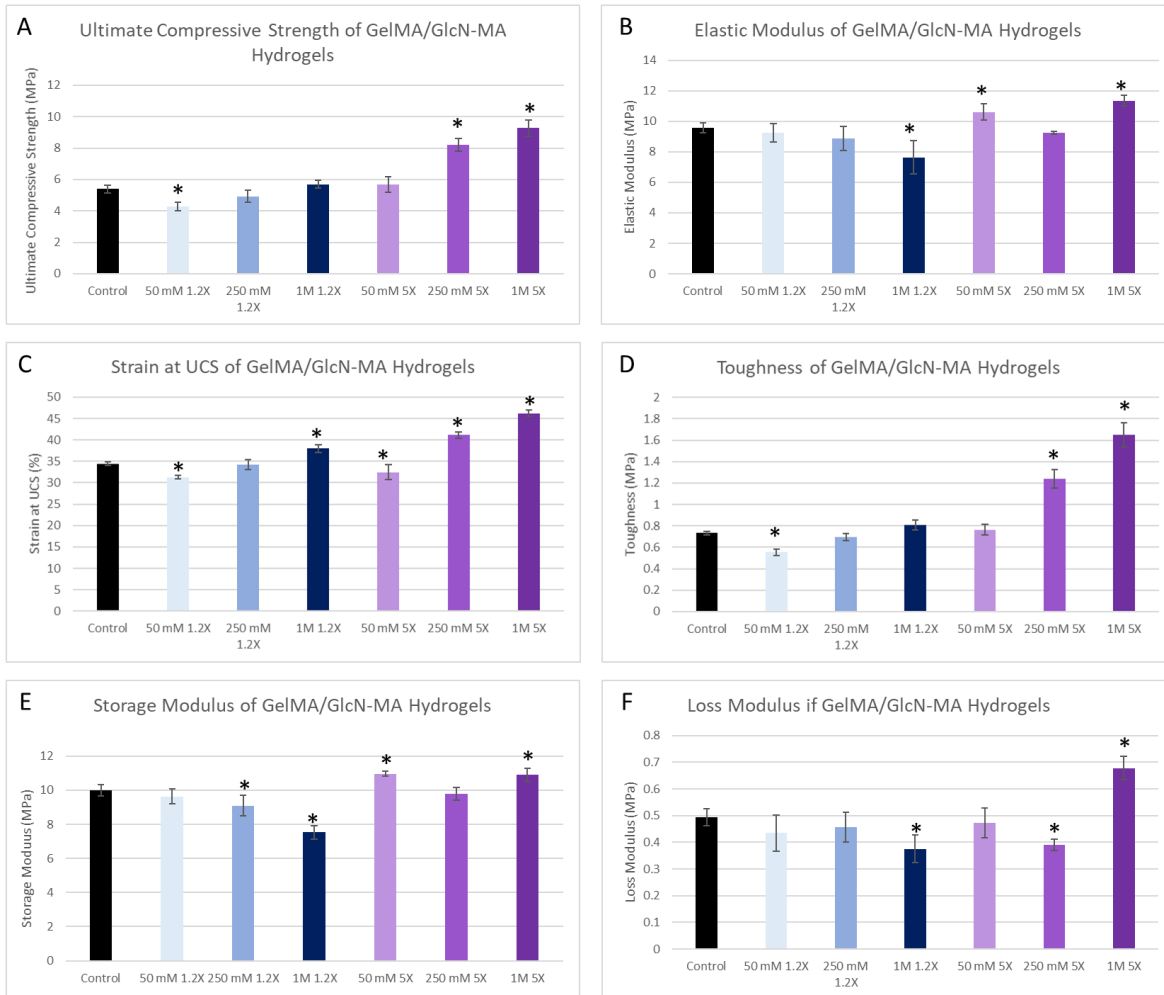 A
Ultimate Compressive Strength of GelMA/GlcN-MA
Hydrogels
Ultimate Compressive Strength (MPa)
12
10
8
6
4
2
0
*
*
*
Control
50 mM 1.2X
250 mM
1.2X
1M 1.2X
50 mM 5X
250 mM 5X
1M 5X
B
Elastic Modulus of GelMA/GlcN-MA Hydrogels
Elastic Modulus (MPa)
14
12
10
8
6
4
2
0
*
*
*
Control
50 mM 1.2X
250 mM
1.2X
1M 1.2X
50 mM 5X
250 mM 5X
1M 5X
C
Strain at UCS of GelMA/GlcN-MA Hydrogels
Strain at UCS (%)
50
45
40
35
30
25
20
15
10
5
0
*
*
*
*
*
Control
50 mM 1.2X
250 mM
1.2X
1M 1.2X
50 mM 5X
250 mM 5X
1M 5X
D
Toughness of GelMA/GlcN-MA Hydrogels
Toughness (MPa)
2
1.8
1.6
1.4
1.2
1
0.8
0.6
0.4
0.2
0
*
*
*
Control
50 mM 1.2X
250 mM
1.2X
1M 1.2X
50 mM 5X
250 mM 5X
1M 5X
E
Storage Modulus of GelMA/GlcN-MA Hydrogels
Storage Moduus (MPa)
12
10
8
6
4
2
0
*
*
*
*
Control
50 mM 1.2X
250 mM 1.2X
1M 1.2X
50 mM 5X
250 mM 5X
1M 5X
F
Loss Modulus if GelMA/GlcN-MA Hydrogels
Loss Modulus (MPa)
0.8
0.7
0.6
0.5
0.4
0.3
0.2
0.1
0
*
*
*
Control
50 mM 1.2X
250 mM
1.2X
1M 1.2X
50 mM 5X
250 mM 5X
1M 5X